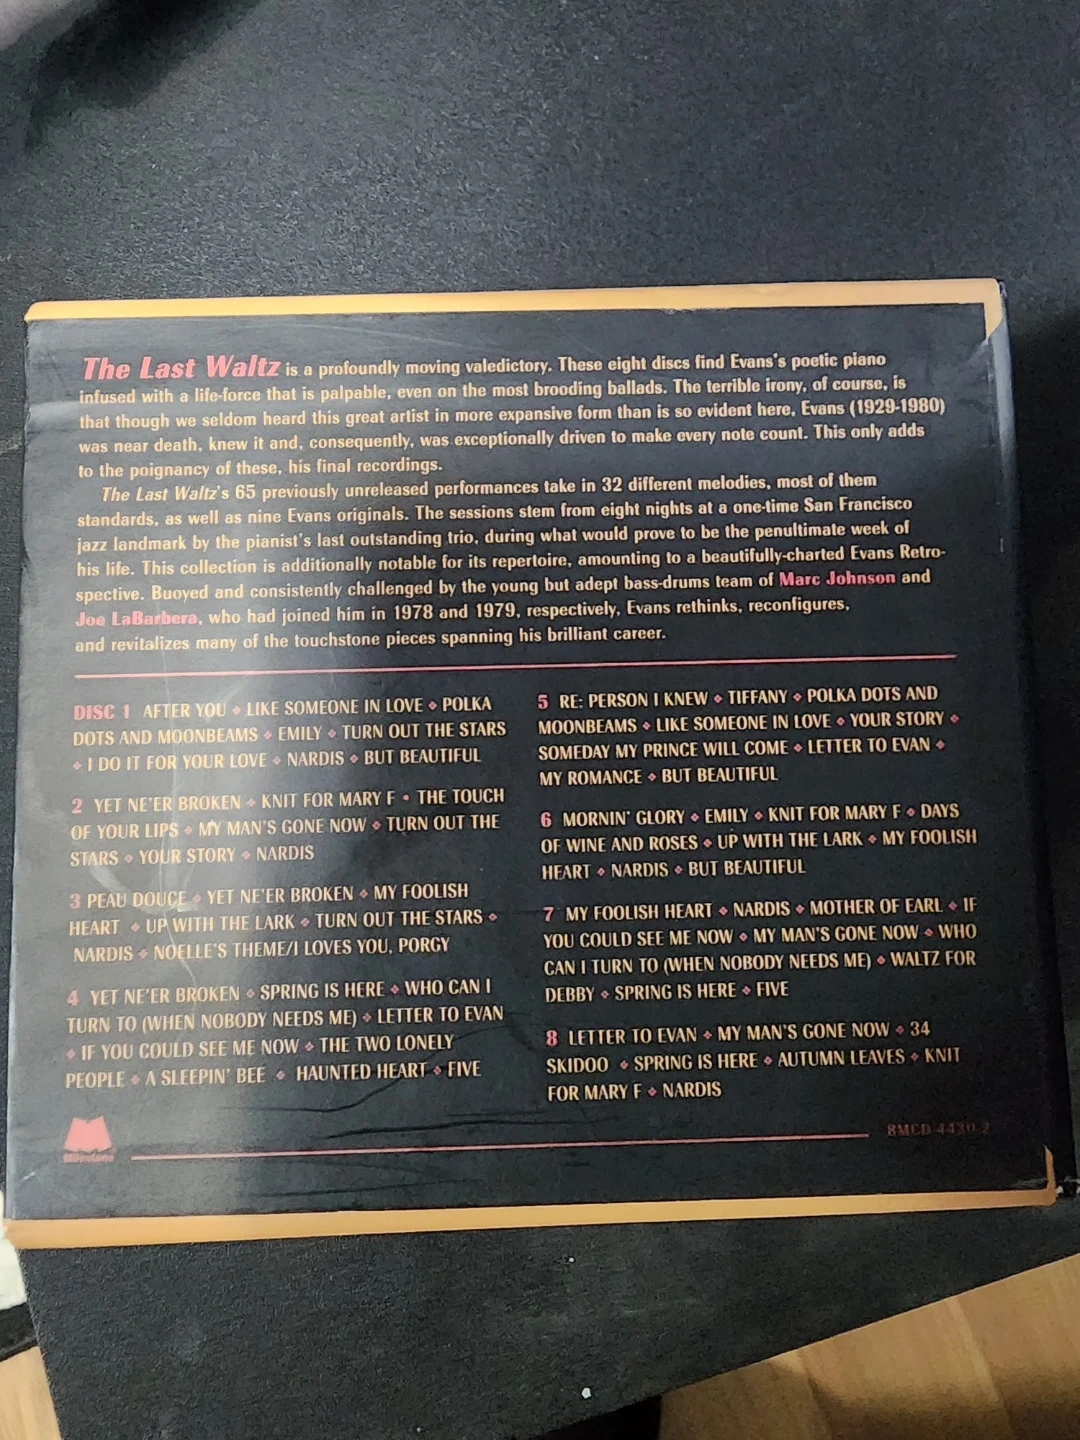 The Last Waltz is a profoundly moving valedictory. These eight discs find Evans's poetic piano
infused with a life-force that is palpable, even on the most brooding ballads. The terrible irony, of course, is
that though we seldom heard this great artist in more expansive form than is so evident here, Evans (1929-1980)
was near death, knew it and, consequently, was exceptionally driven to make every note count. This only adds
to the poignancy of these, his final recordings.
The Last Waltz's 65 previously unreleased performances take in 32 different melodies, most of them
standards, as well as nine Evans originals. The sessions stem from eight nights at a one-time San Francisco
jazz landmark by the pianist's last outstanding trio, during what would prove to be the penultimate week of
his life. This collection is additionally notable for its repertoire, amounting to a beautifully-charted Evans Retro-
spective. Buoyed and consistently challenged by the young but adept bass-drums team of Marc Johnson and
Joe LaBarbera, who had joined him in 1978 and 1979, respectively, Evans rethinks, reconfigures,
and revitalizes many of the touchstone pieces spanning his brilliant career.
DISC 1 AFTER YOU ❖ LIKE SOMEONE IN LOVE ❖ POLKA
DOTS AND MOONBEAMS ❖ EMILY ❖ TURN OUT THE STARS
❖ I DO IT FOR YOUR LOVE ❖ NARDIS ❖ BUT BEAUTIFUL
2 YET NE'ER BROKEN ❖ KNIT FOR MARY F ❖ THE TOUCH
OF YOUR LIPS ❖ MY MAN'S GONE NOW ❖ TURN OUT THE
STARS ❖ YOUR STORY ❖ NARDIS
3 PEAU DOUCE ❖ YET NE'ER BROKEN ❖ MY FOOLISH
HEART ❖ UP WITH THE LARK ❖ TURN OUT THE STARS ❖
NARDIS ❖ NOELLE'S THEME/I LOVES YOU, PORGY
4 YET NE'ER BROKEN ❖ SPRING IS HERE ❖ WHO CAN I
TURN TO (WHEN NOBODY NEEDS ME) ❖ LETTER TO EVAN
❖ IF YOU COULD SEE ME NOW ❖ THE TWO LONELY
PEOPLE ❖ A SLEEPIN' BEE ❖ HAUNTED HEART ❖ FIVE
5 RE: PERSON I KNEW ❖ TIFFANY ❖ POLKA DOTS AND
MOONBEAMS ❖ LIKE SOMEONE IN LOVE ❖ YOUR STORY ❖
SOMEDAY MY PRINCE WILL COME ❖ LETTER TO EVAN ❖
MY ROMANCE ❖ BUT BEAUTIFUL
6 MORNIN' GLORY ❖ EMILY ❖ KNIT FOR MARY F ❖ DAYS
OF WINE AND ROSES ❖ UP WITH THE LARK ❖ MY FOOLISH
HEART ❖ NARDIS ❖ BUT BEAUTIFUL
7 MY FOOLISH HEART ❖ NARDIS ❖ MOTHER OF EARL ❖ IF
YOU COULD SEE ME NOW ❖ MY MAN'S GONE NOW ❖ WHO
CAN I TURN TO (WHEN NOBODY NEEDS ME) ❖ WALTZ FOR
DEBBY ❖ SPRING IS HERE ❖ FIVE
8 LETTER TO EVAN ❖ MY MAN'S GONE NOW ❖ 34
SKIDOO ❖ SPRING IS HERE ❖ AUTUMN LEAVES ❖ KNIT
FOR MARY F ❖ NARDIS
Milestone
8MCD-4430-2